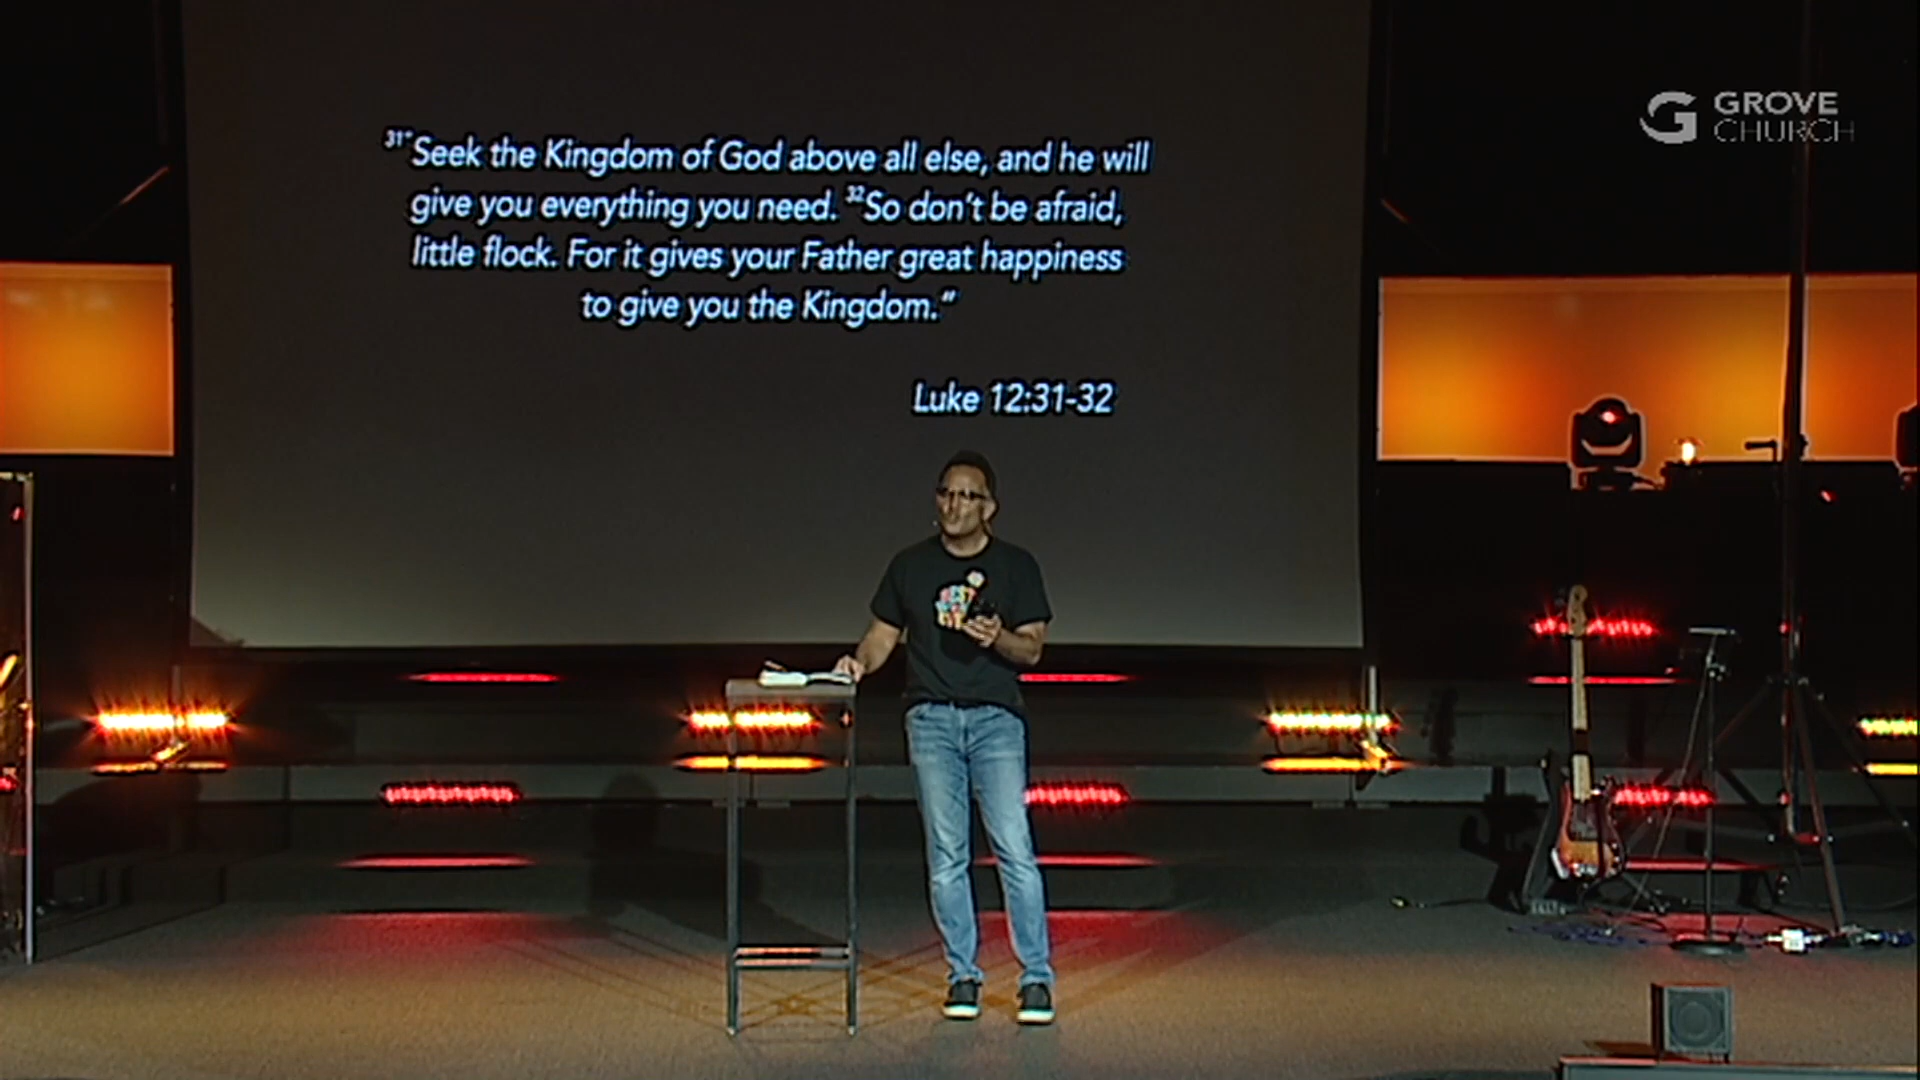 GROVE
CHURCH
31"Seek the Kingdom of God above all else, and he will
give you everything you need. 32So don't be afraid,
little flock. For it gives your Father great happiness
to give you the Kingdom."
Luke 12:31-32